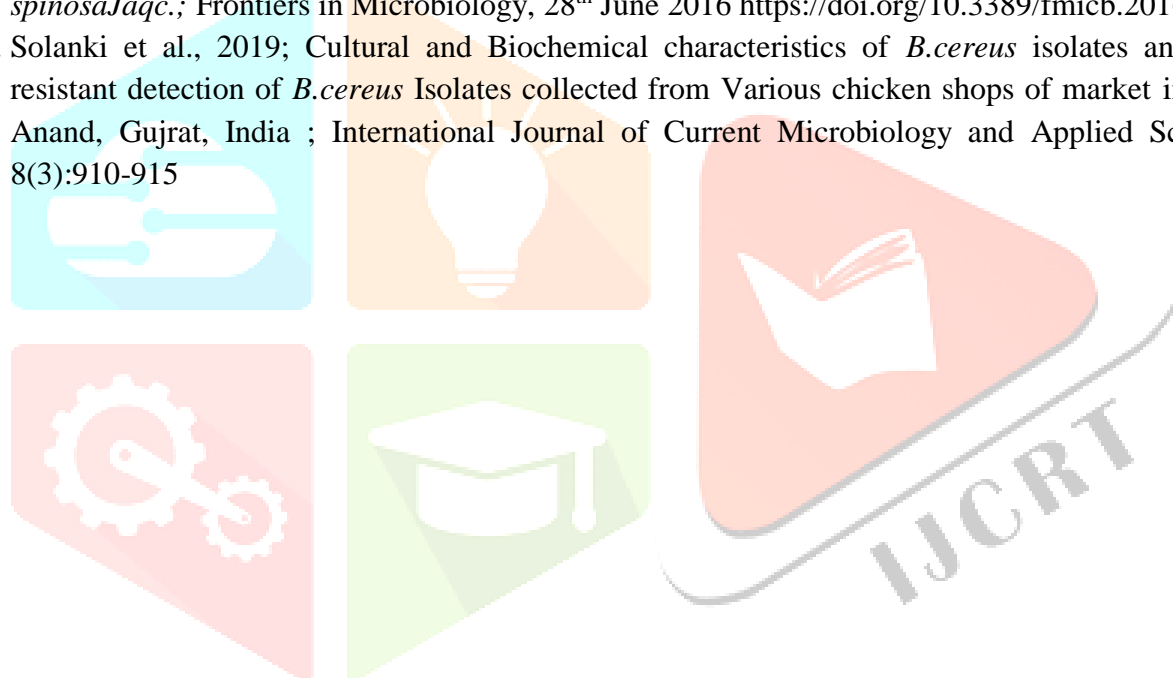 spinosaJaqc.; Frontiers in Microbiology, 28th June 2016 https://doi.org/10.3389/fmicb.201
Solanki et al., 2019; Cultural and Biochemical characteristics of B.cereus isolates an
resistant detection of B.cereus Isolates collected from Various chicken shops of market i
Anand, Gujrat, India ; International Journal of Current Microbiology and Applied Sc
8(3):910-915
IJCRT